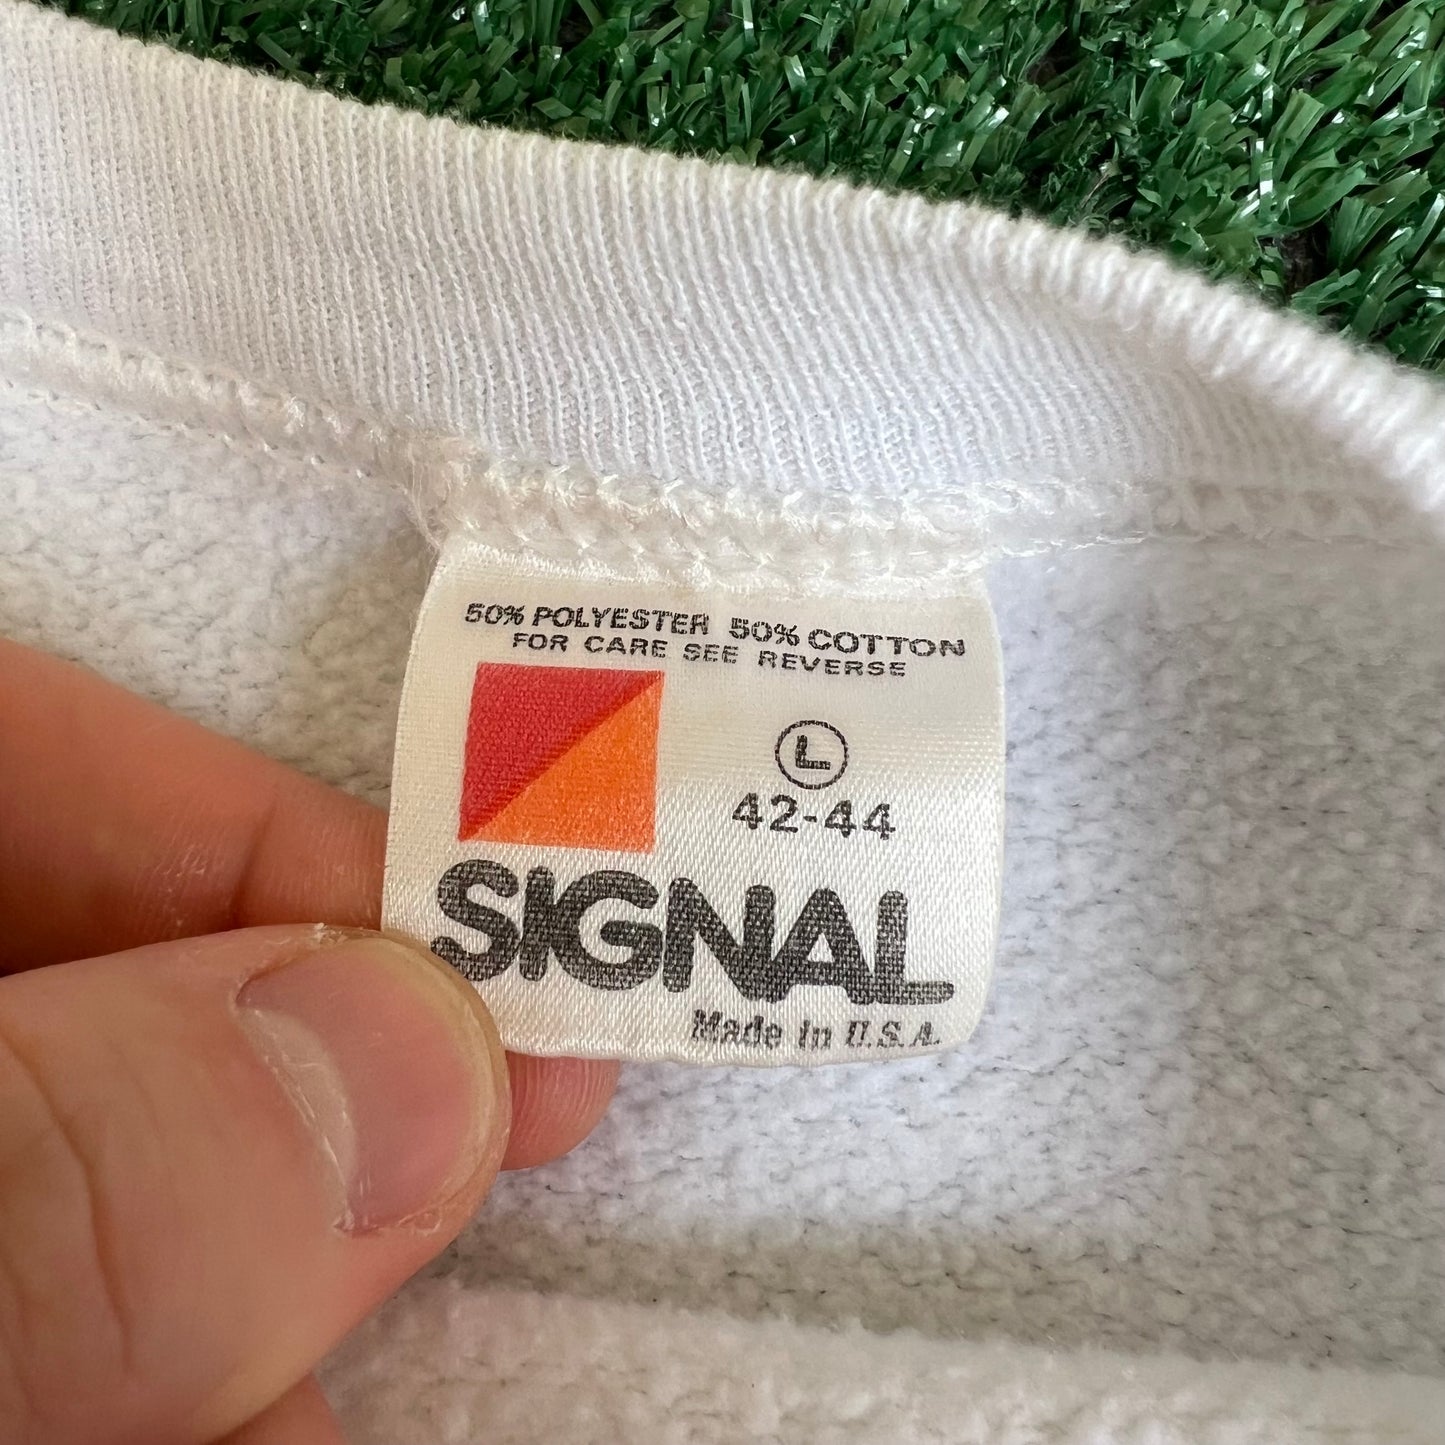 50% POLYESTER 50% COTTON
FOR CARE SEE REVERSE
L
42-44
SIGNAL
Made in U.S.A.